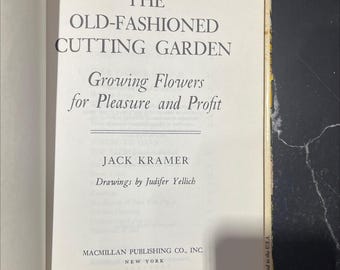 THE
OLD-FASHIONED
CUTTING GARDEN
Growing Flowers
for Pleasure and Profit
JACK KRAMER
Drawings by Judifer Yellich
MACMILLAN PUBLISHING CO., INC.
NEW YORK